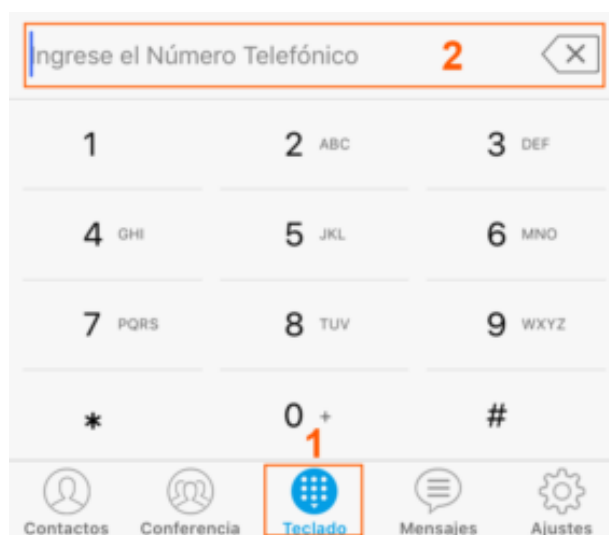 Ingrese el Número Telefónico 2
1 2 ABC 3 DEF
4 GHI 5 JKL 6 MNO
7 PQRS 8 TUV 9 WXYZ
* 0 + #
1
Contactos Conferencia Teclado Mensajes Ajustes